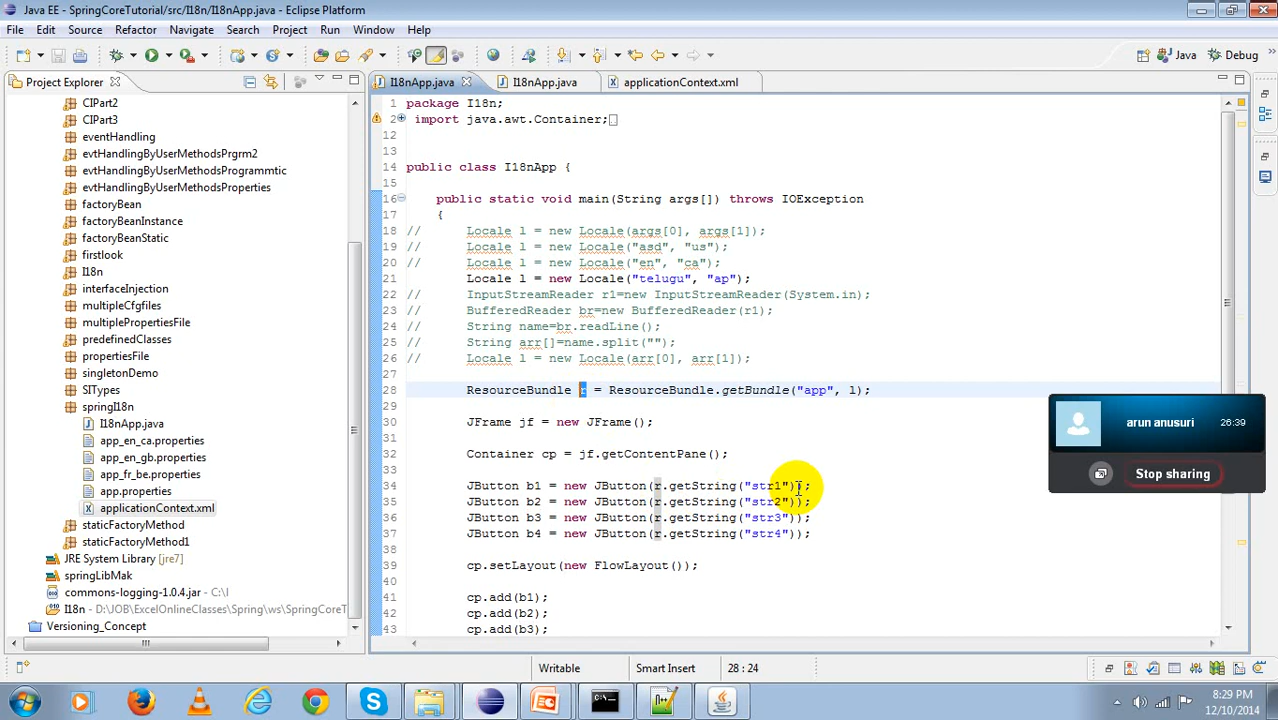 Java EE - SpringCoreTutorial/src/I18n/I18nApp.java - Eclipse Platform
File Edit Source Refactor Navigate Search Project Run Window Help
Java Debug
Project Explorer
I18nApp.java I18nApp.java applicationContext.xml
CIPart2
CIPart3
eventHandling
evtHandlingByUserMethodsPrgrm2
evtHandlingByUserMethodsProgrammtic
evtHandlingByUserMethodsProperties
factoryBean
factoryBeanInstance
factoryBeanStatic
firstlook
I18n
interfaceInjection
multipleCfgfiles
multiplePropertiesFile
predefinedClasses
propertiesFile
singletonDemo
SITypes
springI18n
I18nApp.java
app_en_ca.properties
app_en_gb.properties
app_fr_be.properties
app.properties
applicationContext.xml
staticFactoryMethod
staticFactoryMethod1
JRE System Library [jre7]
springLibMak
commons-logging-1.0.4.jar - C:\I
I18n - D:\JOB\ExcelOnlineClasses\Spring\ws\SpringCoreT
Versioning_Concept
1 package I18n;
2 import java.awt.Container;
12
13
14 public class I18nApp {
15
16 public static void main(String args[]) throws IOException
17 {
18 // Locale l = new Locale(args[0], args[1]);
19 // Locale l = new Locale("asd", "us");
20 // Locale l = new Locale("en", "ca");
21 Locale l = new Locale("telugu", "ap");
22 // InputStreamReader r1=new InputStreamReader(System.in);
23 // BufferedReader br=new BufferedReader(r1);
24 // String name=br.readLine();
25 // String arr[]=name.split("");
26 // Locale l = new Locale(arr[0], arr[1]);
27
28 ResourceBundle r = ResourceBundle.getBundle("app", l);
29
30 JFrame jf = new JFrame();
31
32 Container cp = jf.getContentPane();
33
34 JButton b1 = new JButton(r.getString("str1"));
35 JButton b2 = new JButton(r.getString("str2"));
36 JButton b3 = new JButton(r.getString("str3"));
37 JButton b4 = new JButton(r.getString("str4"));
38
39 cp.setLayout(new FlowLayout());
40
41 cp.add(b1);
42 cp.add(b2);
43 cp.add(b3);
arun anusuri 26:39
Stop sharing
Writable Smart Insert 28 : 24
8:29 PM
12/10/2014